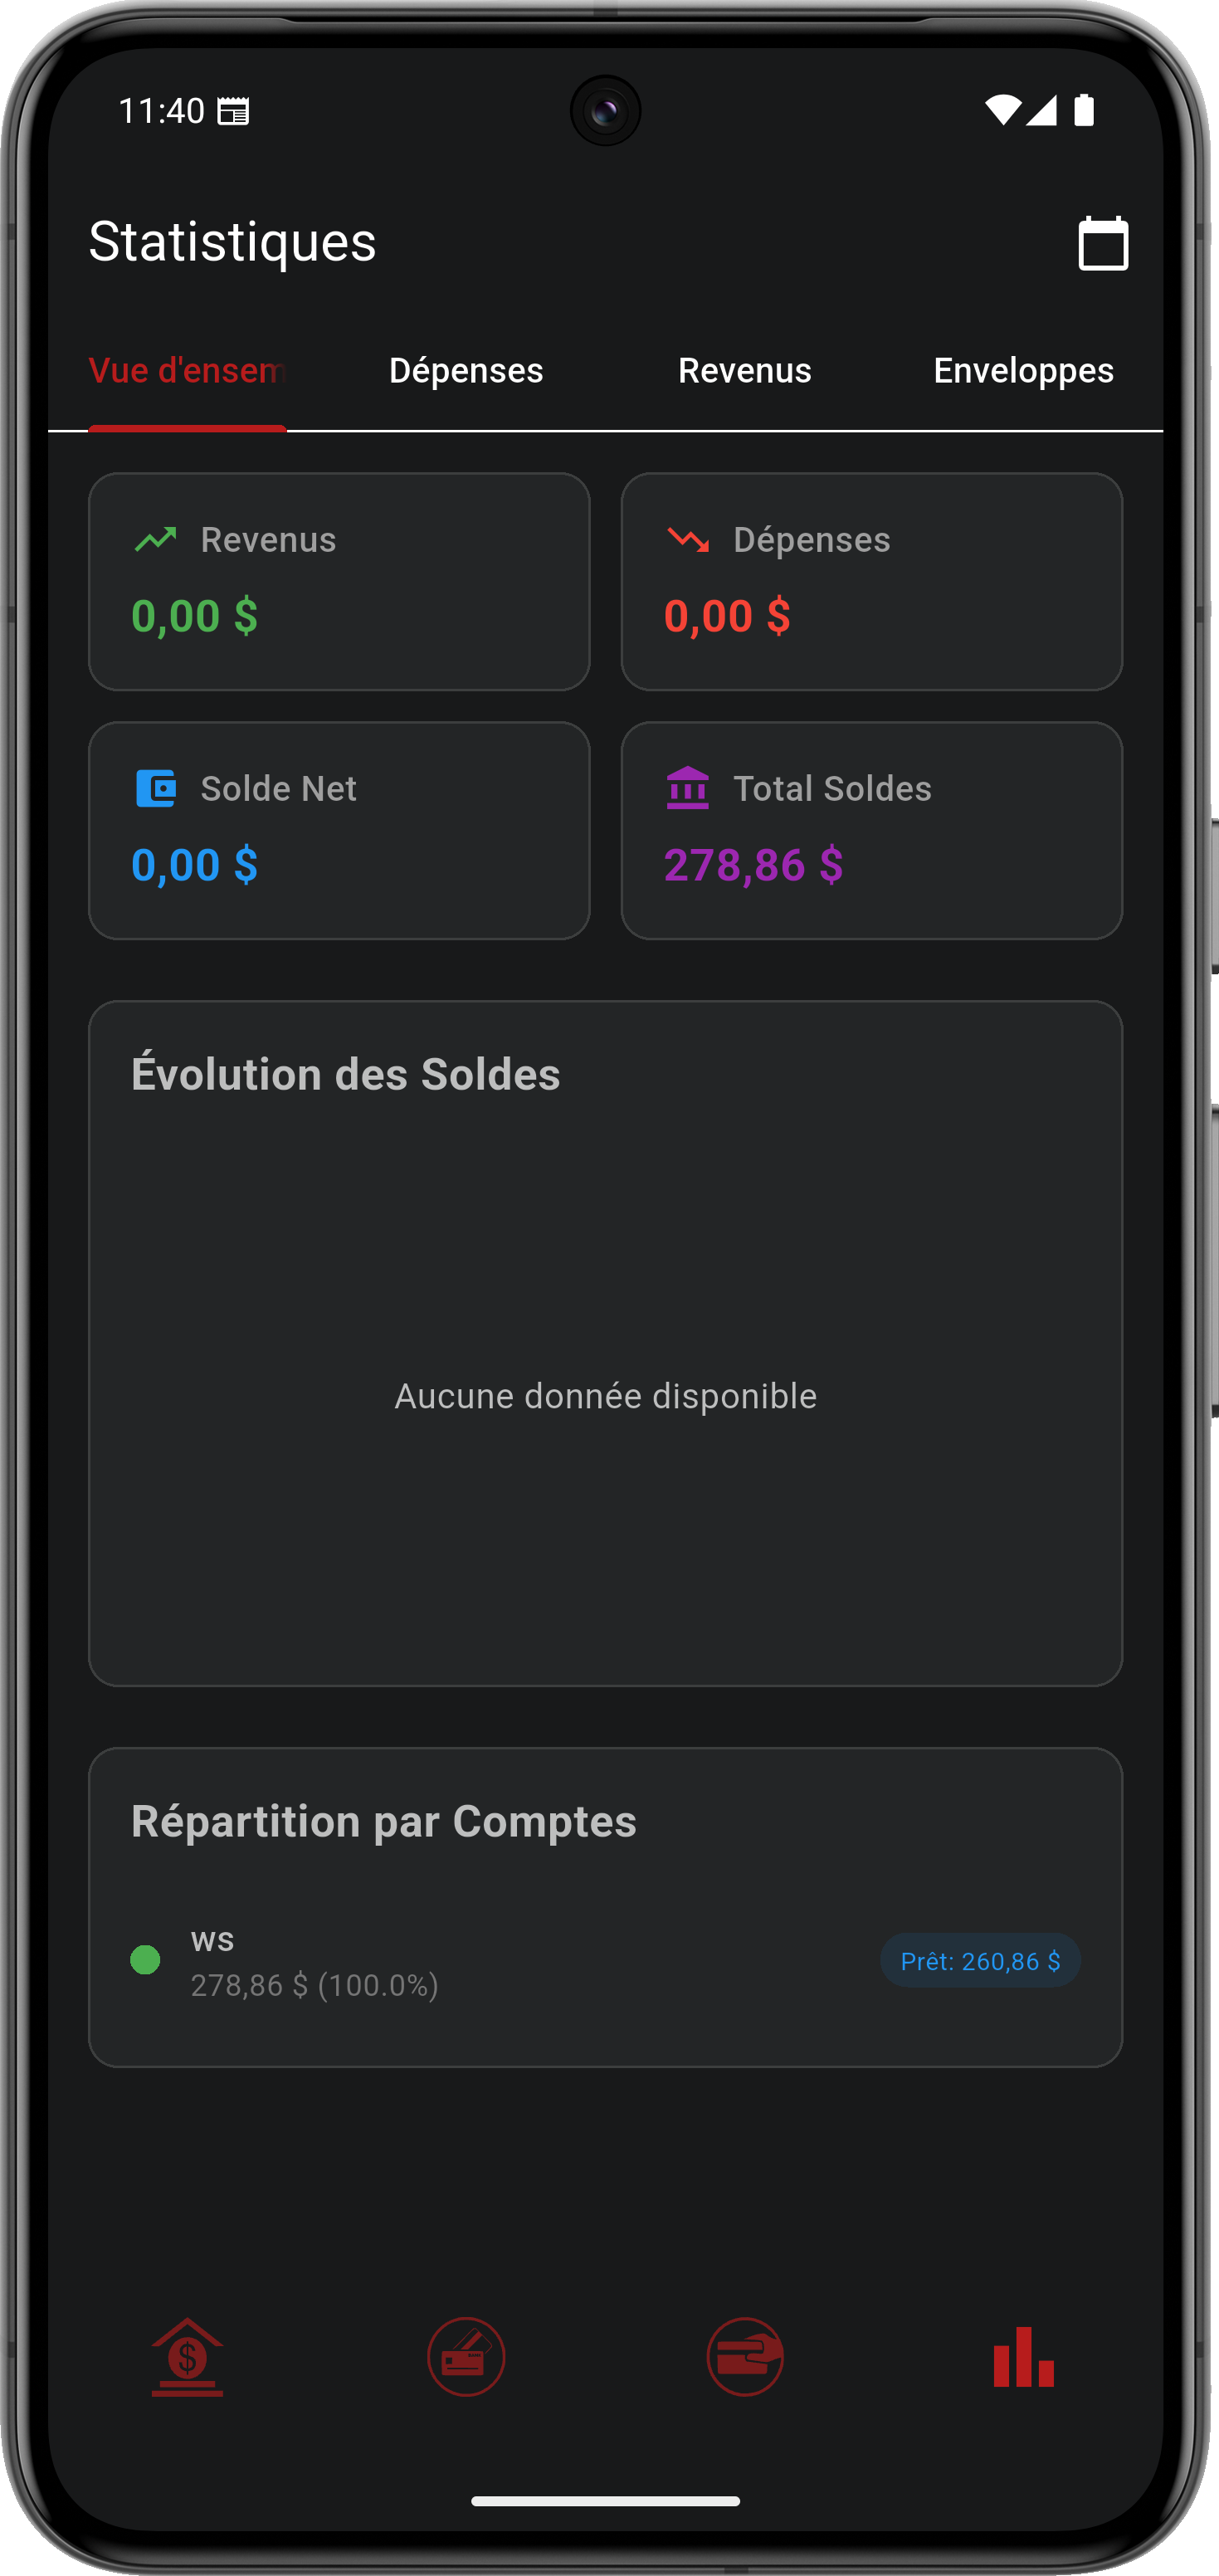 11:40
Statistiques
Vue d'ensem
Dépenses
Revenus
Enveloppes
Revenus
0,00 $
Dépenses
0,00 $
Solde Net
0,00 $
Total Soldes
278,86 $
Évolution des Soldes
Aucune donnée disponible
Répartition par Comptes
ws
278,86 $ (100.0%)
Prêt: 260,86 $
$